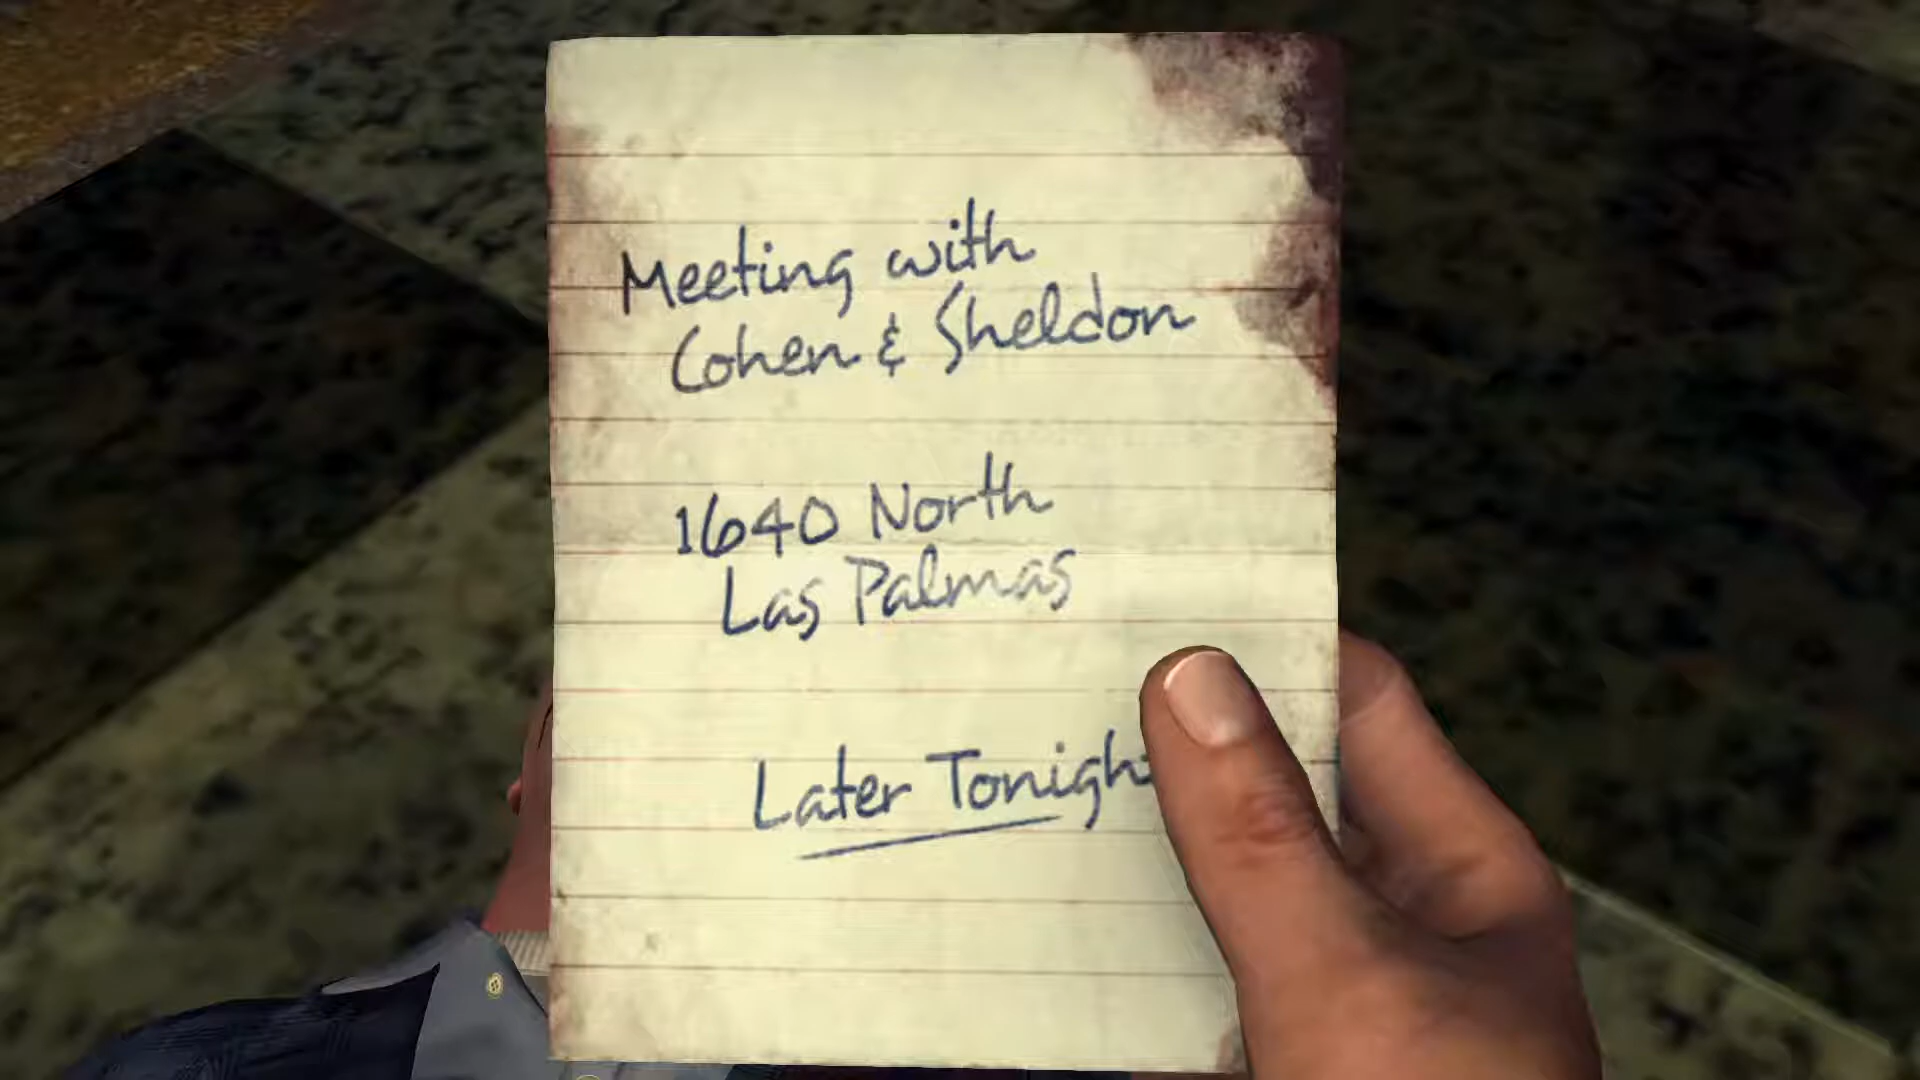 Meeting with
Cohen & Sheldon
1640 North
Las Palmas
Later Tonigh